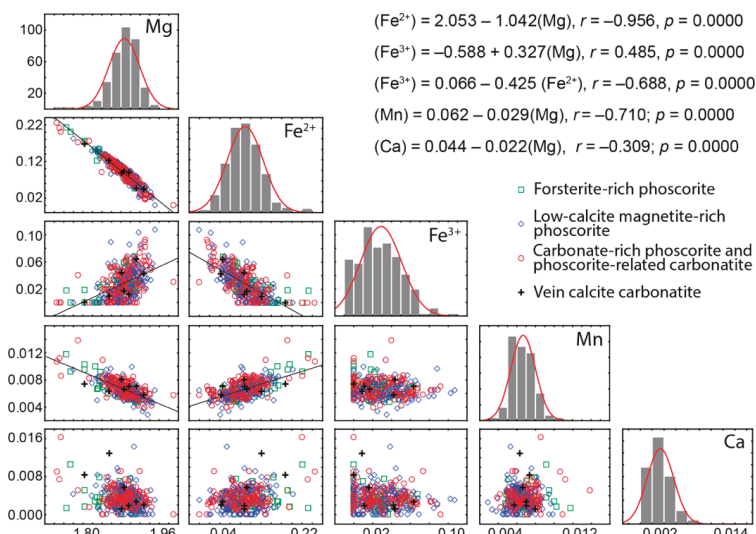 Mg
100
80
60
40
20
(Fe²⁺) = 2.053 – 1.042(Mg), r = –0.956, p = 0.0000
(Fe³⁺) = –0.588 + 0.327(Mg), r = 0.485, p = 0.0000
(Fe³⁺) = 0.066 – 0.425 (Fe²⁺), r = –0.688, p = 0.0000
(Mn) = 0.062 – 0.029(Mg), r = –0.710; p = 0.0000
(Ca) = 0.044 – 0.022(Mg), r = –0.309; p = 0.0000
0.22
0.12
0.02
Fe²⁺
Forsterite-rich phoscorite
Low-calcite magnetite-rich
phoscorite
Carbonate-rich phoscorite and
phoscorite-related carbonatite
Vein calcite carbonatite
0.10
0.06
0.02
Fe³⁺
0.012
0.008
0.004
Mn
0.016
0.008
0.000
Ca
1.80 1.96 0.04 0.22 0.02 0.10 0.004 0.012 0.002 0.014